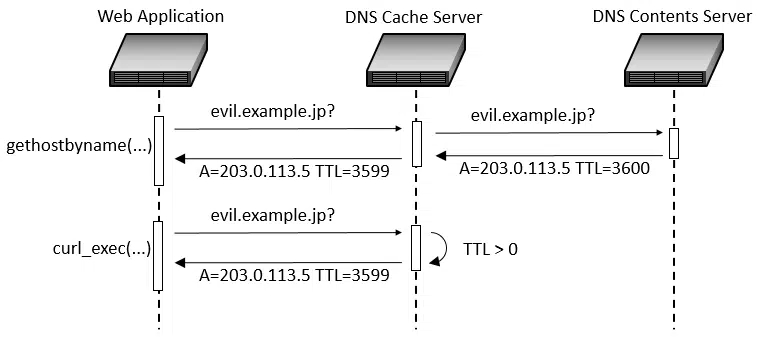 Web Application
DNS Cache Server
DNS Contents Server
evil.example.jp?
evil.example.jp?
gethostbyname(...)
A=203.0.113.5 TTL=3599
A=203.0.113.5 TTL=3600
evil.example.jp?
curl_exec(...)
TTL > 0
A=203.0.113.5 TTL=3599